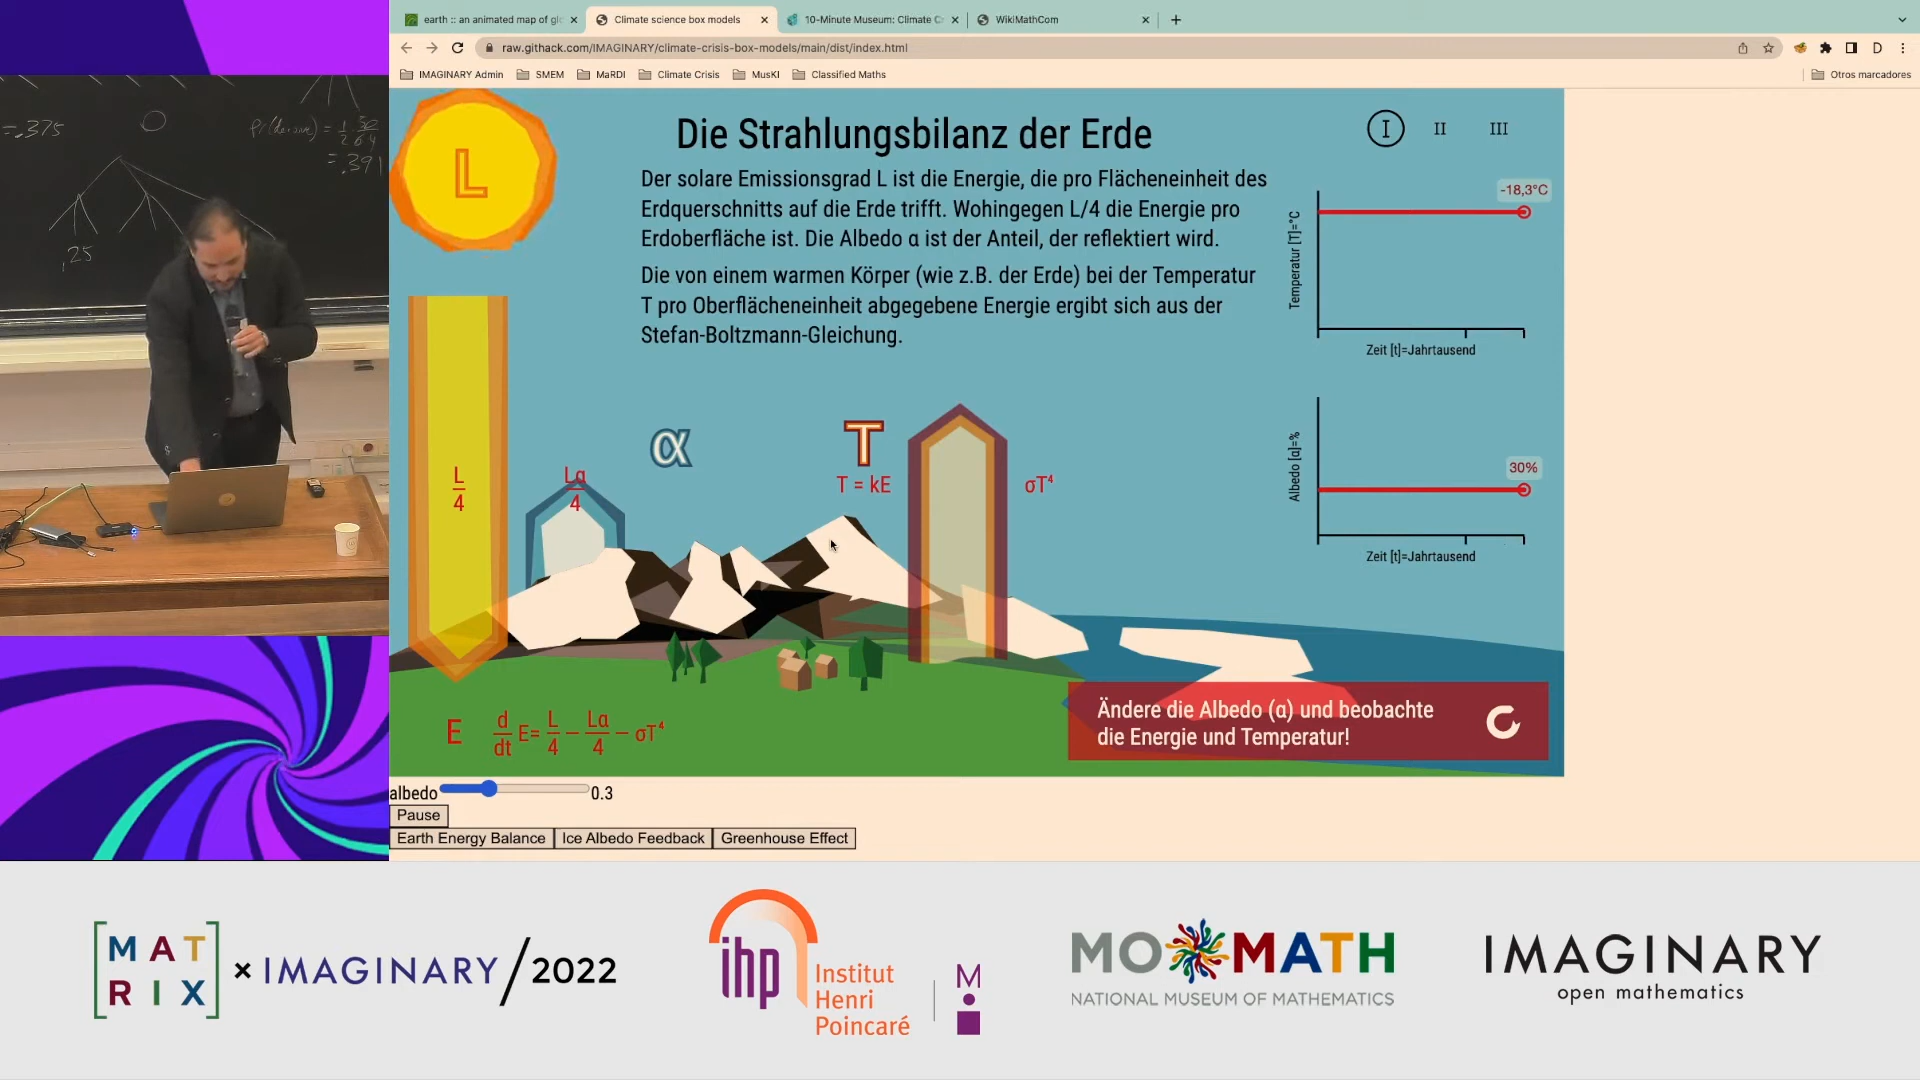 earth :: an animated map of glo
Climate science box models
10-Minute Museum: Climate C
WikiMathCom
raw.githack.com/IMAGINARY/climate-crisis-box-models/main/dist/index.html
D
IMAGINARY Admin
SMEM
MaRDI
Climate Crisis
MusKI
Classified Maths
Otros marcadores
=.375
=.391
.25
L
Die Strahlungsbilanz der Erde
I II III
Der solare Emissionsgrad L ist die Energie, die pro Flächeneinheit des
Erdquerschnitts auf die Erde trifft. Wohingegen L/4 die Energie pro
Erdoberfläche ist. Die Albedo α ist der Anteil, der reflektiert wird.
Die von einem warmen Körper (wie z.B. der Erde) bei der Temperatur
T pro Oberflächeneinheit abgegebene Energie ergibt sich aus der
Stefan-Boltzmann-Gleichung.
-18,3°C
Temperatur [T]=°C
Zeit [t]=Jahrtausend
30%
Albedo [α]=%
Zeit [t]=Jahrtausend
L
4
Lα
4
α
T
T = kE
σT⁴
E d/dt E= L/4 − Lα/4 − σT⁴
Ändere die Albedo (α) und beobachte
die Energie und Temperatur!
albedo 0.3
Pause
Earth Energy Balance
Ice Albedo Feedback
Greenhouse Effect
MAT
RIX
× IMAGINARY / 2022
ihp
Institut
Henri
Poincaré
M
MOMATH
NATIONAL MUSEUM OF MATHEMATICS
IMAGINARY
open mathematics